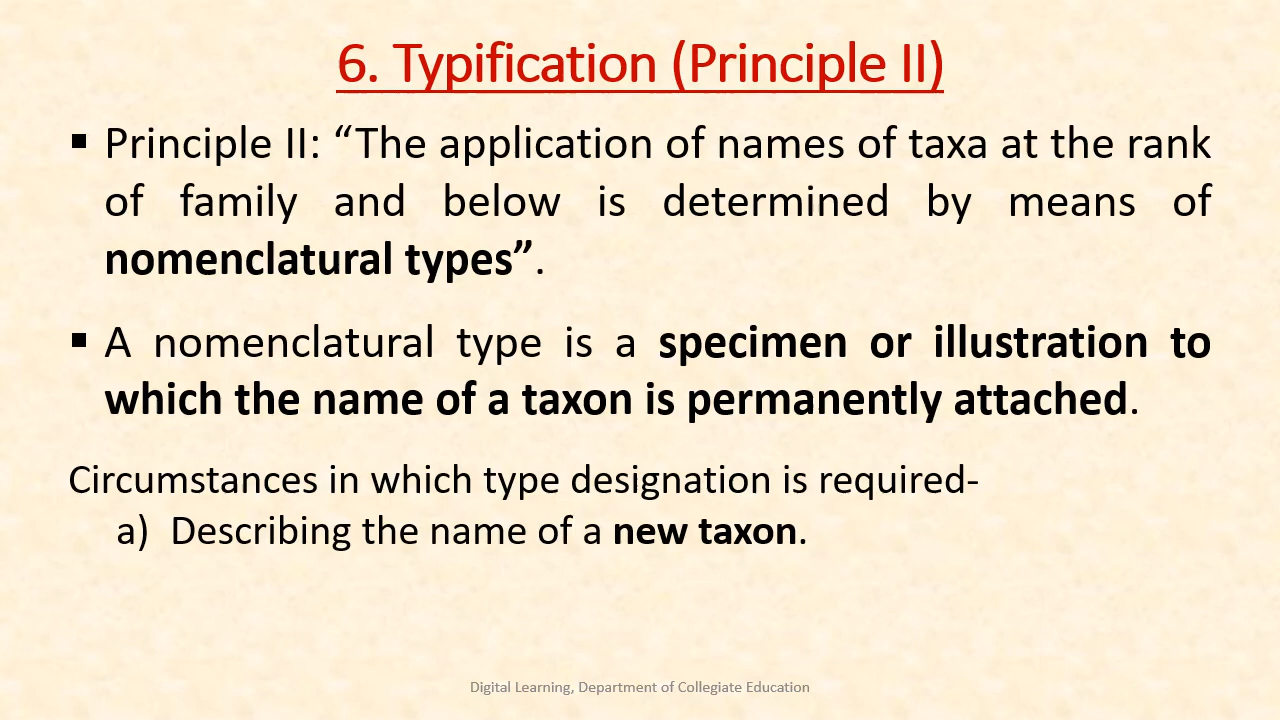 6. Typification (Principle II)
▪ Principle II: “The application of names of taxa at the rank
of family and below is determined by means of
nomenclatural types”.
▪ A nomenclatural type is a specimen or illustration to
which the name of a taxon is permanently attached.
Circumstances in which type designation is required-
a) Describing the name of a new taxon.
Digital Learning, Department of Collegiate Education